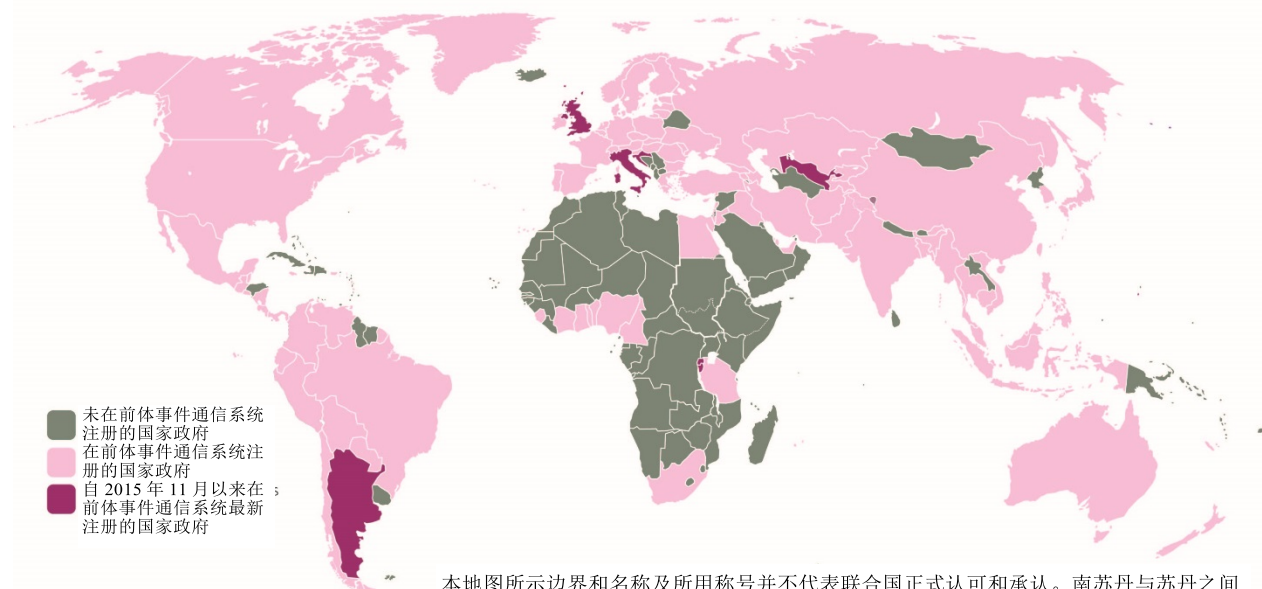 未在前体事件通信系统
注册的国家政府
在前体事件通信系统注
册的国家政府
自 2015 年 11 月以来在
前体事件通信系统最新
注册的国家政府
s
本地图所示边界和名称及所用称号并不代表联合国正式认可和承认。南苏丹与苏丹之间